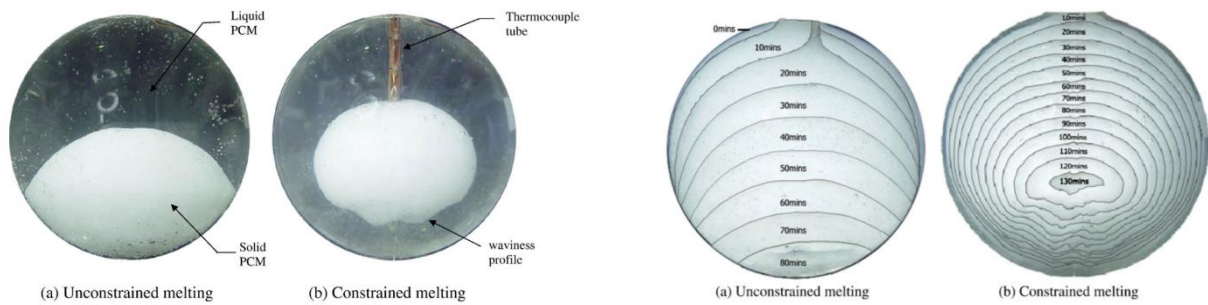 Liquid
PCM
Thermocouple
tube
Solid
PCM
waviness
profile
(a) Unconstrained melting
(b) Constrained melting
0mins
10mins
20mins
30mins
40mins
50mins
60mins
70mins
80mins
(a) Unconstrained melting
10mins
20mins
30mins
40mins
50mins
60mins
70mins
80mins
90mins
100mins
110mins
120mins
130mins
(b) Constrained melting